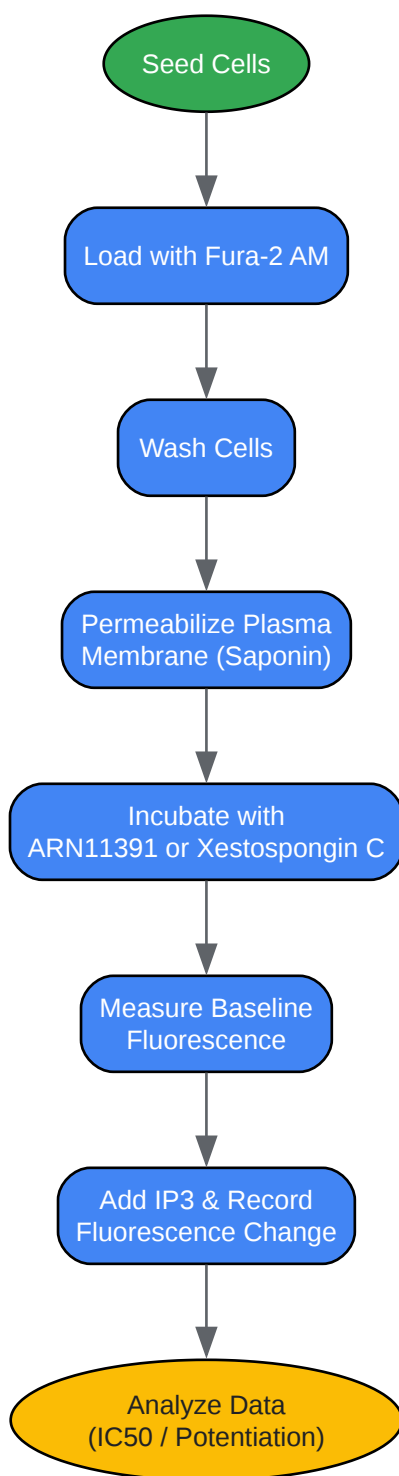 Seed Cells
Load with Fura-2 AM
Wash Cells
Permeabilize Plasma
Membrane (Saponin)
Incubate with
ARN11391 or Xestospongin C
Measure Baseline
Fluorescence
Add IP3 & Record
Fluorescence Change
Analyze Data
(IC50 / Potentiation)